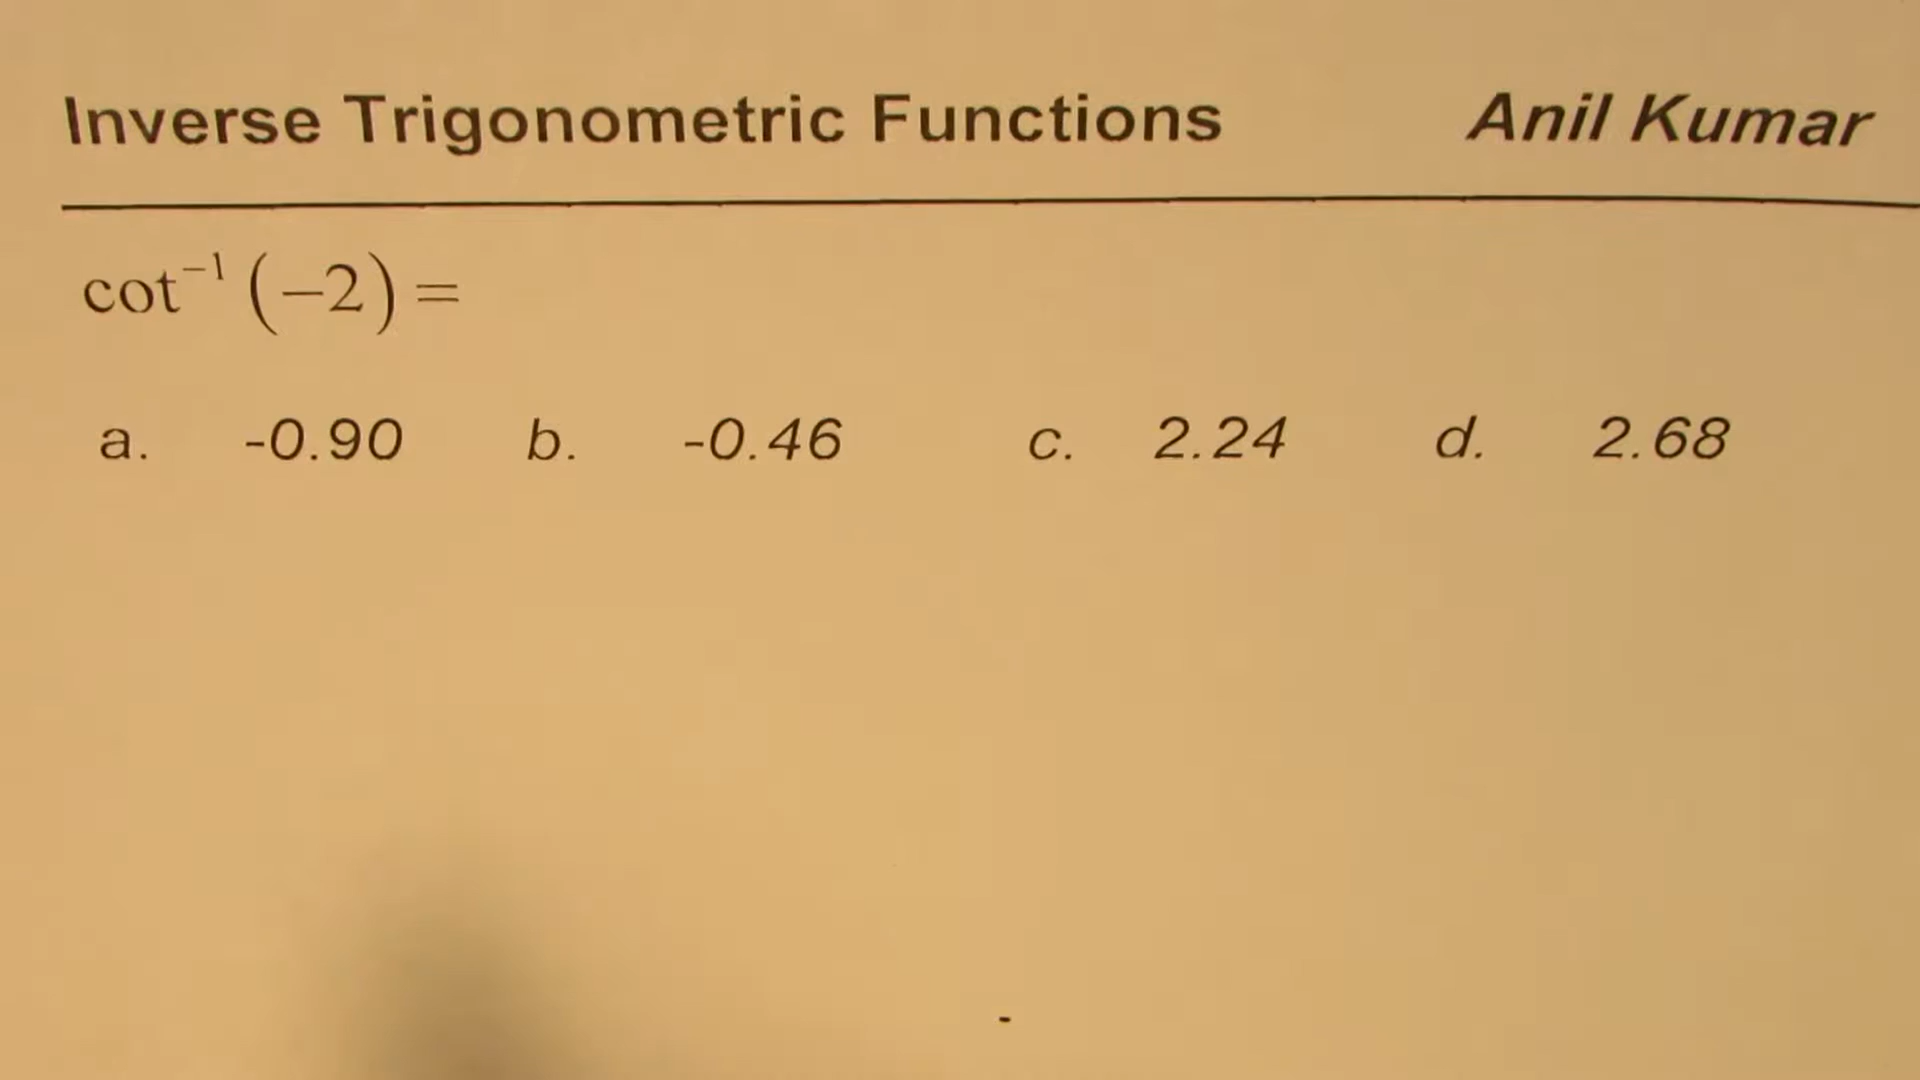 Inverse Trigonometric Functions Anil Kumar
cot⁻¹ (−2) =
a. -0.90 b. -0.46 c. 2.24 d. 2.68